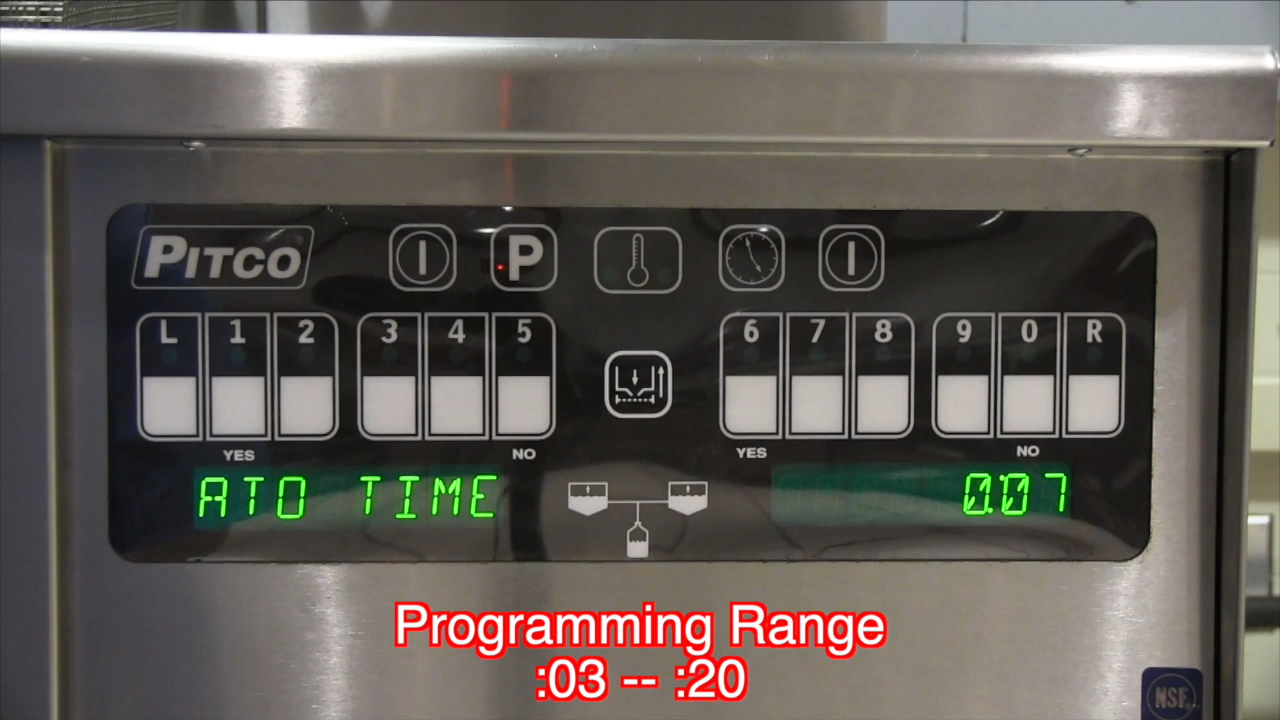 PITCO
P
L 1 2 3 4 5 6 7 8 9 0 R
YES NO YES NO
ATO TIME 0:07
Programming Range
:03 -- :20
NSF